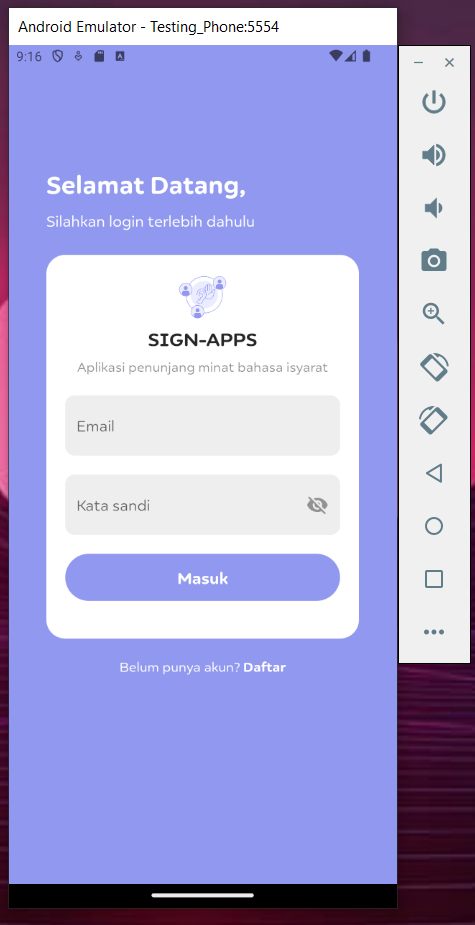 Android Emulator - Testing_Phone:5554
9:16
Selamat Datang,
Silahkan login terlebih dahulu
SIGN-APPS
Aplikasi penunjang minat bahasa isyarat
Email
Kata sandi
Masuk
Belum punya akun? Daftar